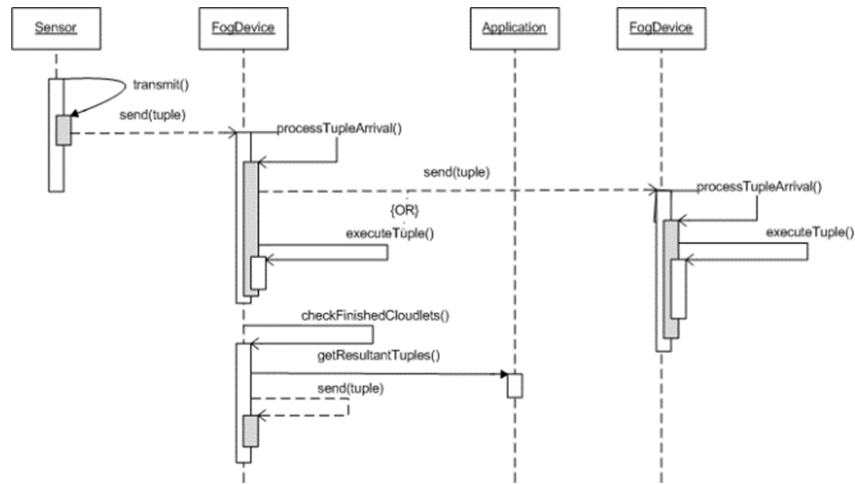 Sensor
FogDevice
Application
FogDevice
transmit()
send(tuple)
processTupleArrival()
send(tuple)
processTupleArrival()
{OR}
executeTuple()
executeTuple()
checkFinishedCloudlets()
getResultantTuples()
send(tuple)